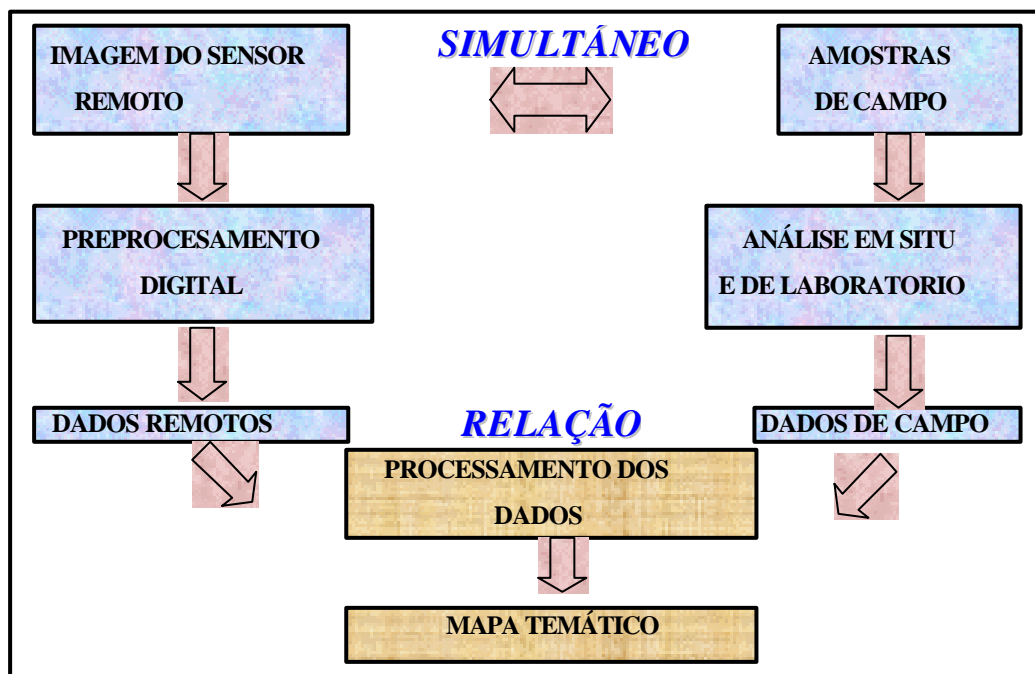 IMAGEM DO SENSOR
REMOTO
SIMULTÁNEO
AMOSTRAS
DE CAMPO
PREPROCESAMENTO
DIGITAL
ANÁLISE EM SITU
E DE LABORATORIO
DADOS REMOTOS
RELAÇÃO
DADOS DE CAMPO
PROCESSAMENTO DOS
DADOS
MAPA TEMÁTICO